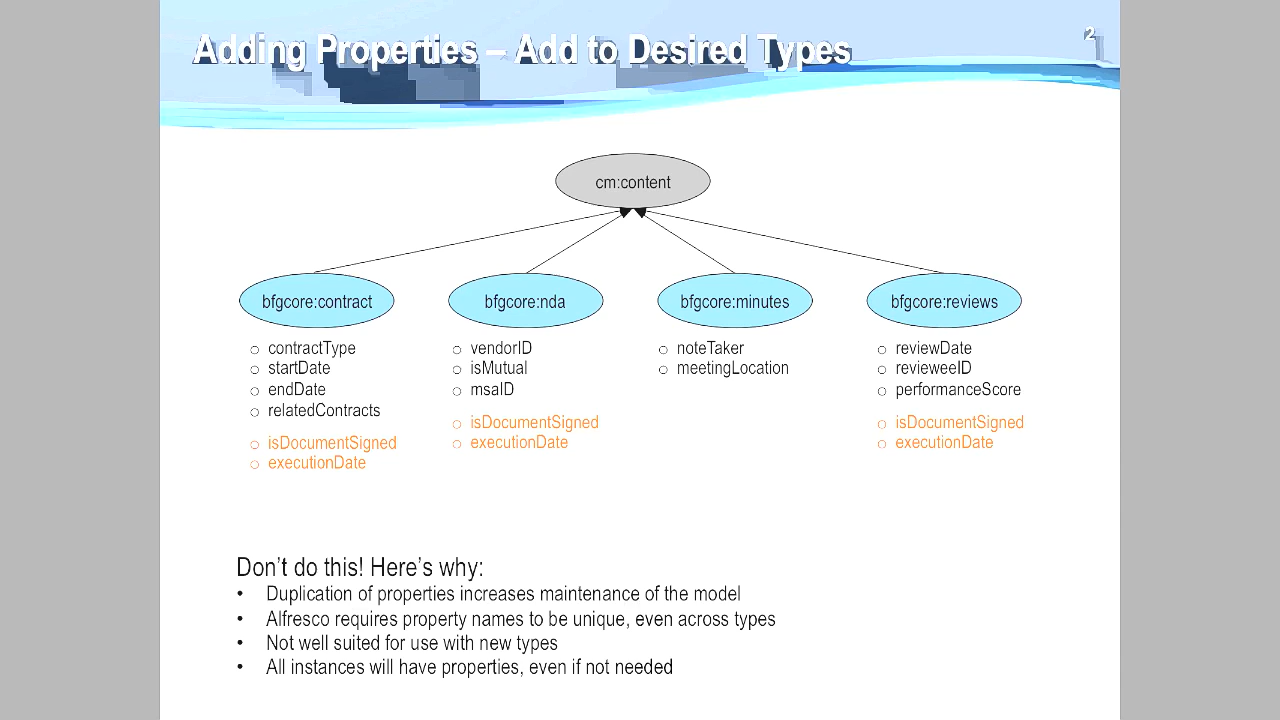 Adding Properties – Add to Desired Types
2
cm:content
bfgcore:contract
bfgcore:nda
bfgcore:minutes
bfgcore:reviews
○ contractType
○ startDate
○ endDate
○ relatedContracts
○ isDocumentSigned
○ executionDate
○ vendorID
○ isMutual
○ msaID
○ isDocumentSigned
○ executionDate
○ noteTaker
○ meetingLocation
○ reviewDate
○ revieweeID
○ performanceScore
○ isDocumentSigned
○ executionDate
Don’t do this! Here’s why:
• Duplication of properties increases maintenance of the model
• Alfresco requires property names to be unique, even across types
• Not well suited for use with new types
• All instances will have properties, even if not needed